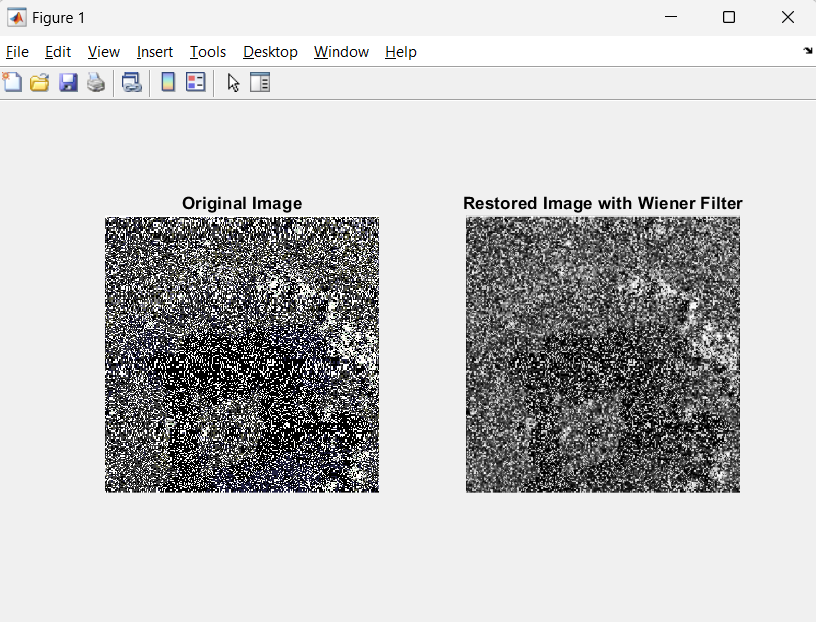 Figure 1
File Edit View Insert Tools Desktop Window Help
Original Image
Restored Image with Wiener Filter